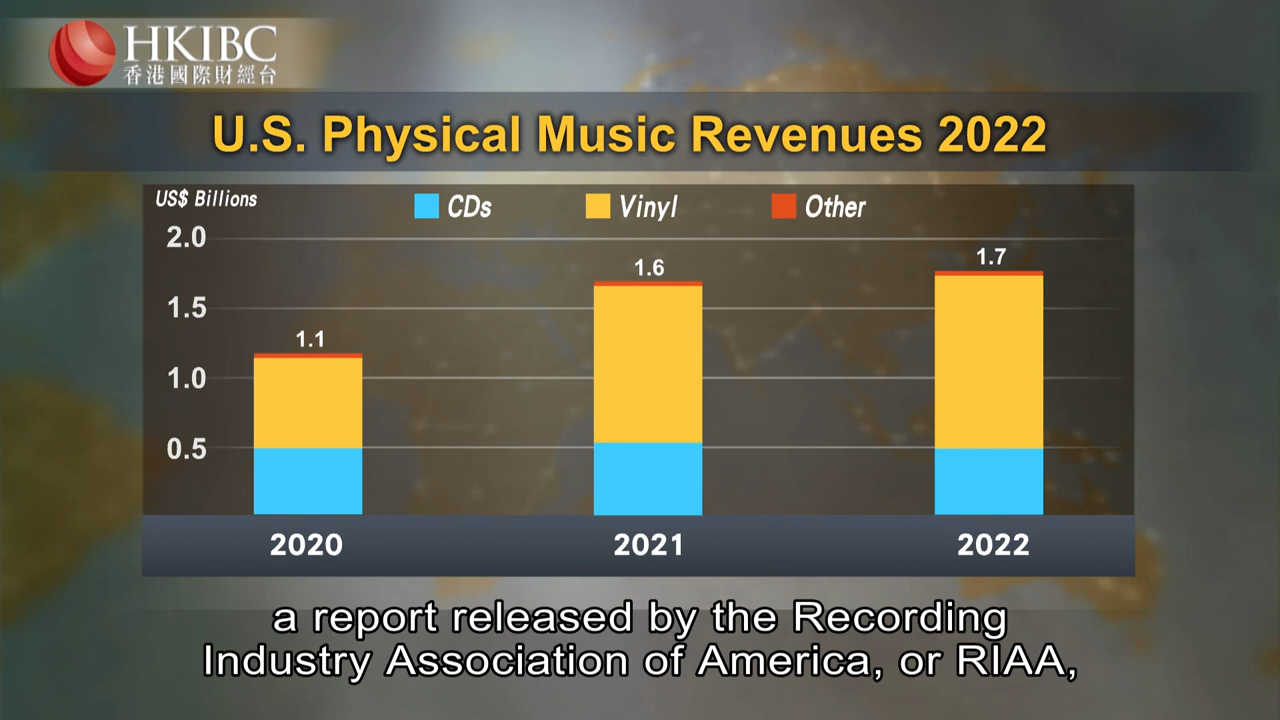 HKIBC
香港國際財經台
U.S. Physical Music Revenues 2022
US$ Billions
CDs
Vinyl
Other
2.0
1.5
1.0
0.5
1.1
1.6
1.7
2020
2021
2022
a report released by the Recording
Industry Association of America, or RIAA,